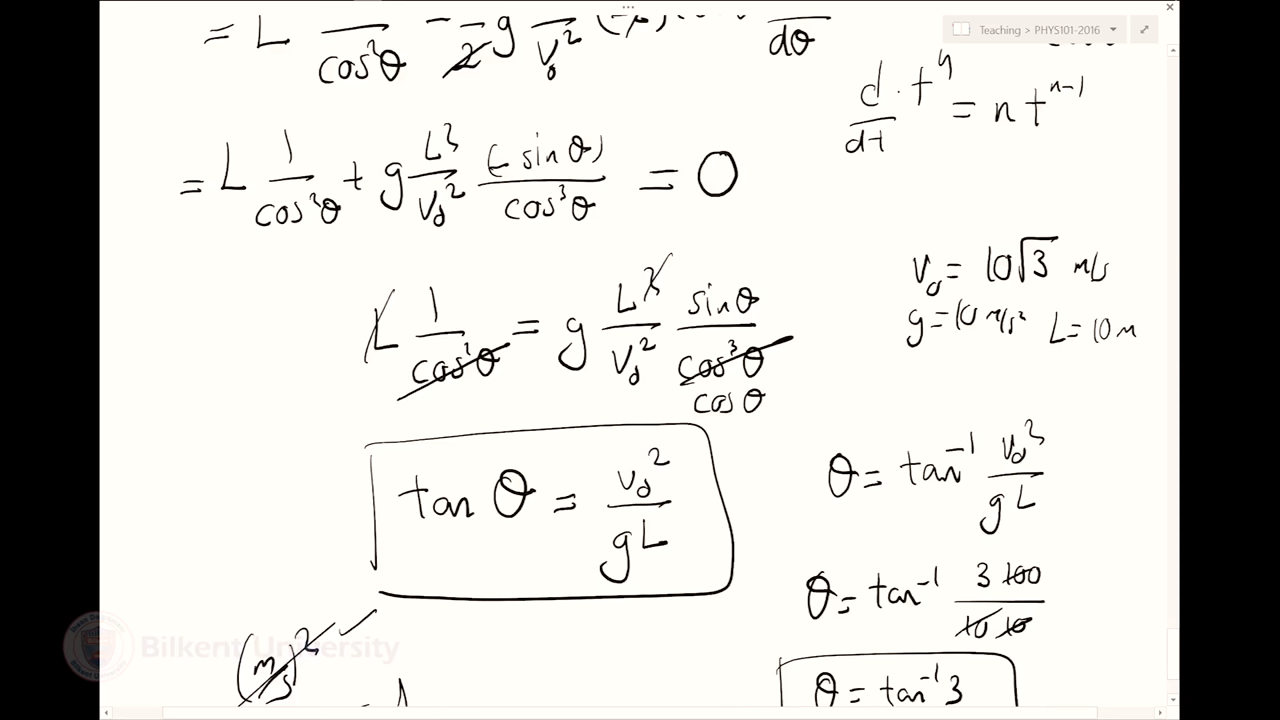 = L 1/cos²θ - 1/2 g /v₀² d/dθ
Teaching > PHYS101-2016
d/dt · tⁿ = n tⁿ⁻¹
= L 1/cos²θ + g L²/v₀² (-sinθ)/cos³θ = 0
v₀ = 10√3 m/s
g = 10 m/s² L = 10 m
L 1/cos²θ = g L²/v₀² sinθ/cos³θ
cosθ
tan θ = v₀²/gL
θ = tan⁻¹ v₀²/gL
θ = tan⁻¹ 3 100/10 10
(m/s)² ✓
Bilkent University
θ = tan⁻¹ 3